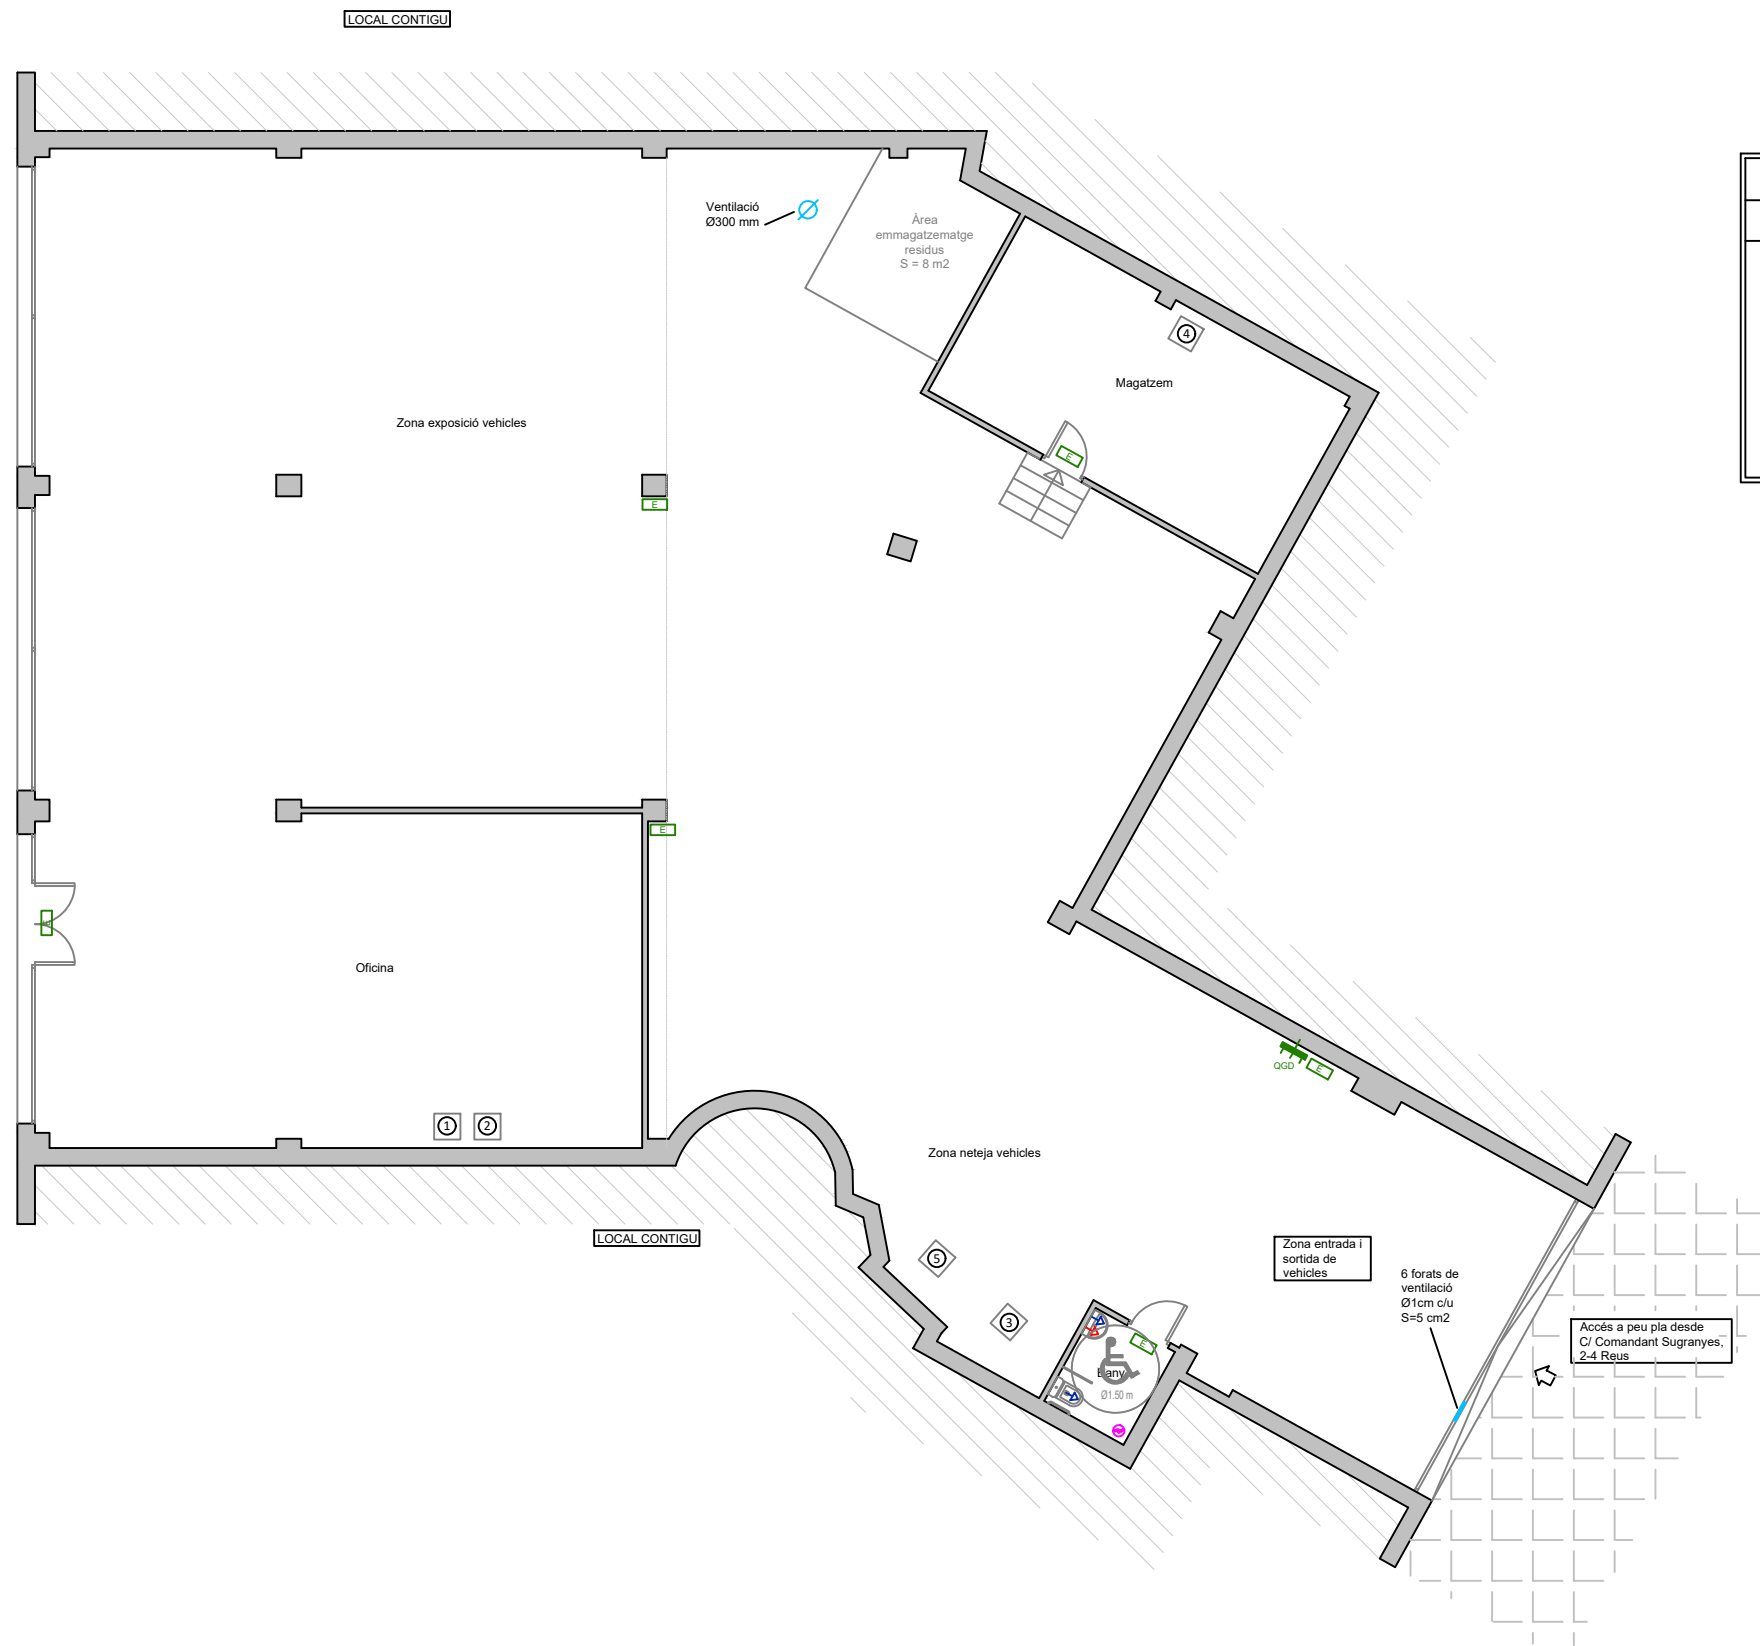 LOCAL CONTIGU
Ventilació
Ø300 mm
Àrea
emmagatzematge
residus
S = 8 m2
4
Magatzem
Zona exposició vehicles
E
E
E
E
E
Oficina
QGD
E
1
2
Zona neteja vehicles
LOCAL CONTIGU
5
3
Zona entrada i
sortida de
vehicles
6 forats de
ventilació
Ø1cm c/u
S=5 cm2
Accés a peu pla desde
C/ Comandant Sugranyes,
2-4 Reus
Bany
Ø1.50 m